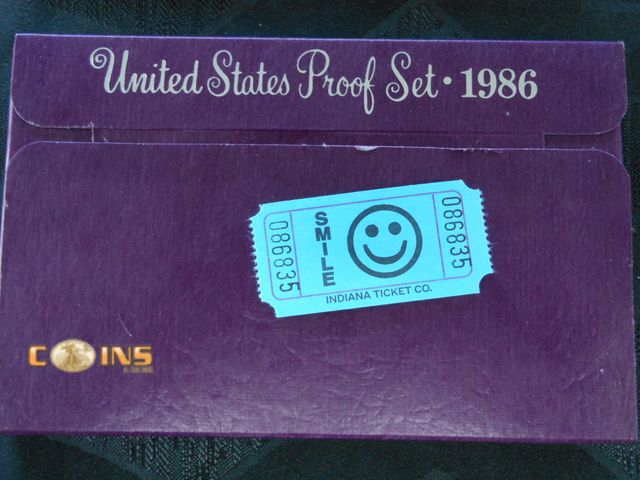 United States Proof Set · 1986
086835
SMILE
086835
INDIANA TICKET CO.
COINS